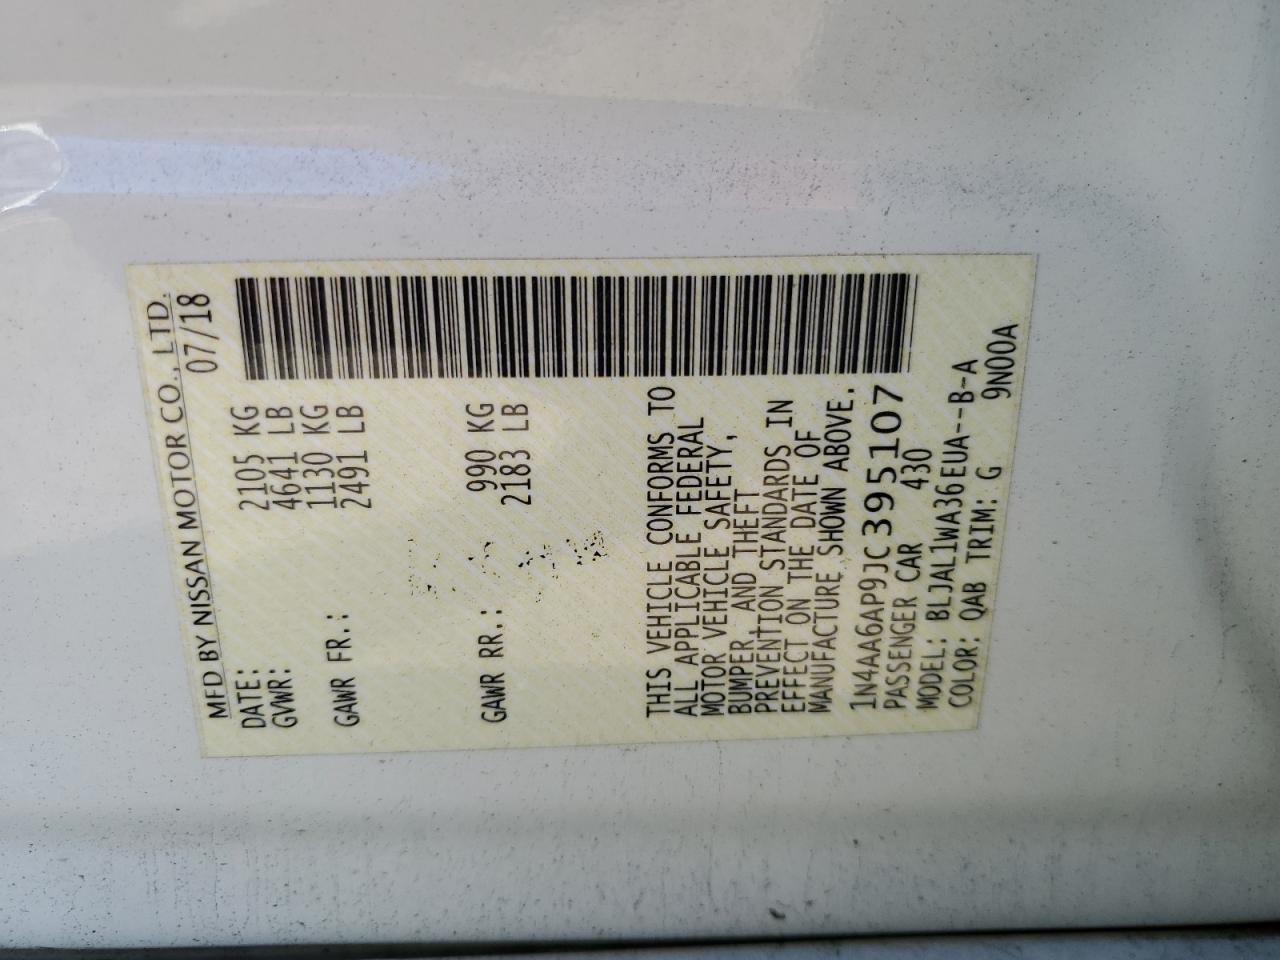 MFD BY NISSAN MOTOR CO., LTD.
DATE: 07/18
GVWR: 2105 KG
4641 LB
GAWR FR.: 1130 KG
2491 LB
GAWR RR.: 990 KG
2183 LB
THIS VEHICLE CONFORMS TO
ALL APPLICABLE FEDERAL
MOTOR VEHICLE SAFETY,
BUMPER, AND THEFT
PREVENTION STANDARDS IN
EFFECT ON THE DATE OF
MANUFACTURE SHOWN ABOVE.
1N4AA6AP9JC395107
PASSENGER CAR 430
MODEL: BLJAL1WA36EUA--B-A
COLOR: QAB TRIM: G 9N00A